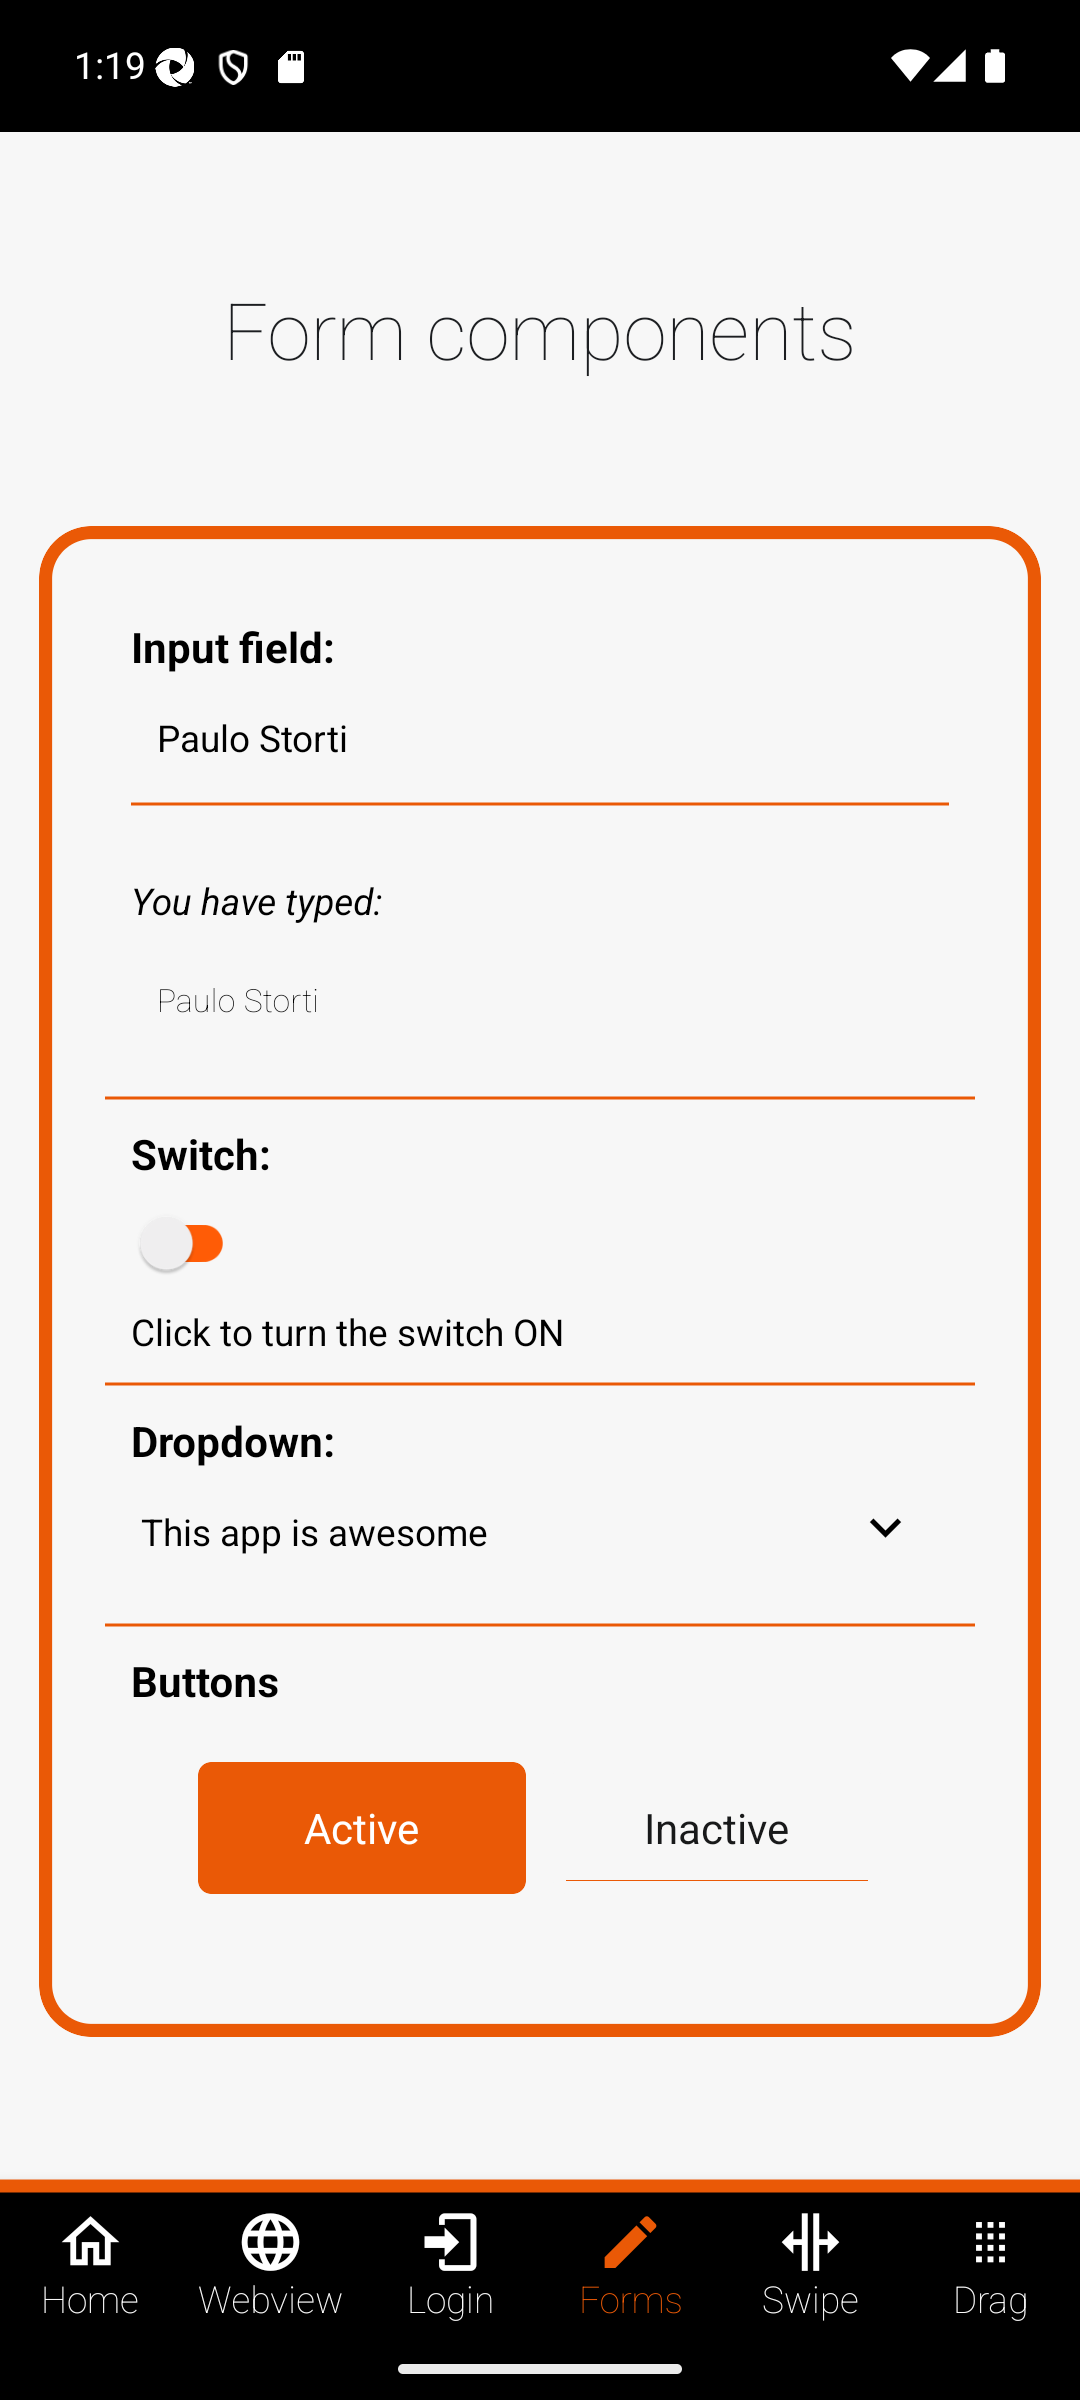 1:19
Form components
Input field:
Paulo Storti
You have typed:
Paulo Storti
Switch:
Click to turn the switch ON
Dropdown:
This app is awesome
Buttons
Active Inactive
Home Webview Login Forms Swipe Drag